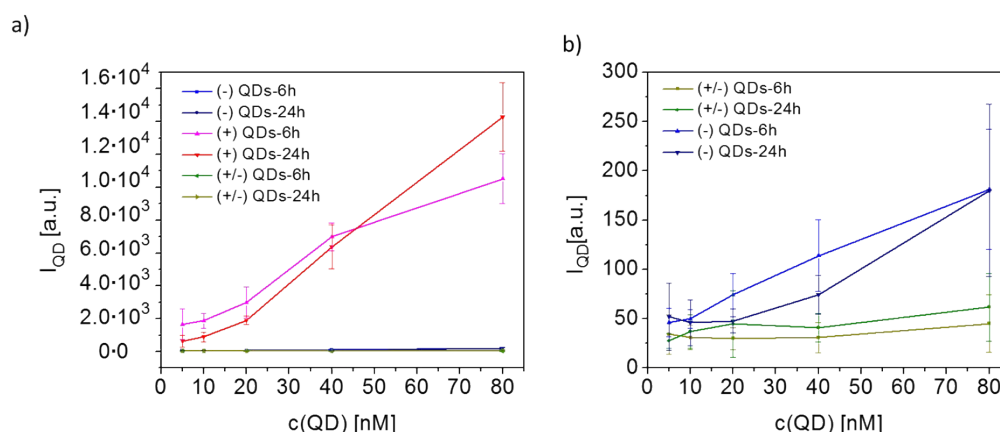 a)
1.6·10⁴
1.4·10⁴
1.2·10⁴
1.0·10⁴
8.0·10³
6.0·10³
4.0·10³
2.0·10³
0·0
I_QD [a.u.]
(-) QDs-6h
(-) QDs-24h
(+) QDs-6h
(+) QDs-24h
(+/-) QDs-6h
(+/-) QDs-24h
0 10 20 30 40 50 60 70 80
c(QD) [nM]
b)
300
250
200
150
100
50
0
I_QD[a.u.]
(+/-) QDs-6h
(+/-) QDs-24h
(-) QDs-6h
(-) QDs-24h
0 10 20 30 40 50 60 70 80
c(QD) [nM]